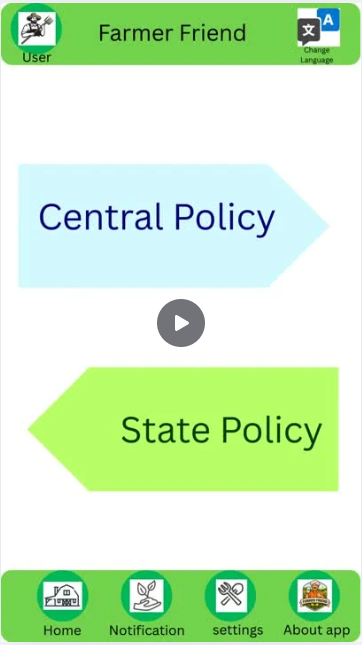 Farmer Friend
User
Change
Language
Central Policy
State Policy
Home
Notification
settings
About app